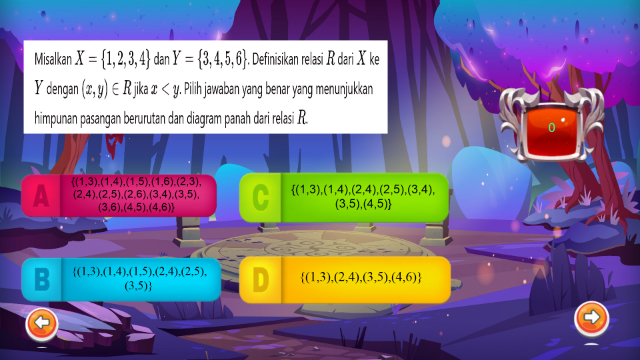 Misalkan X = {1, 2, 3, 4} dan Y = {3, 4, 5, 6}. Definisikan relasi R dari X ke
Y dengan (x, y) ∈ R jika x < y. Pilih jawaban yang benar yang menunjukkan
himpunan pasangan berurutan dan diagram panah dari relasi R.
0
A
{(1,3),(1,4),(1,5),(1,6),(2,3),
(2,4),(2,5),(2,6),(3,4),(3,5),
(3,6),(4,5),(4,6)}
C
{(1,3),(1,4),(2,4),(2,5),(3,4),
(3,5),(4,5)}
B
{(1,3),(1,4),(1,5),(2,4),(2,5),
(3,5)}
D
{(1,3),(2,4),(3,5),(4,6)}